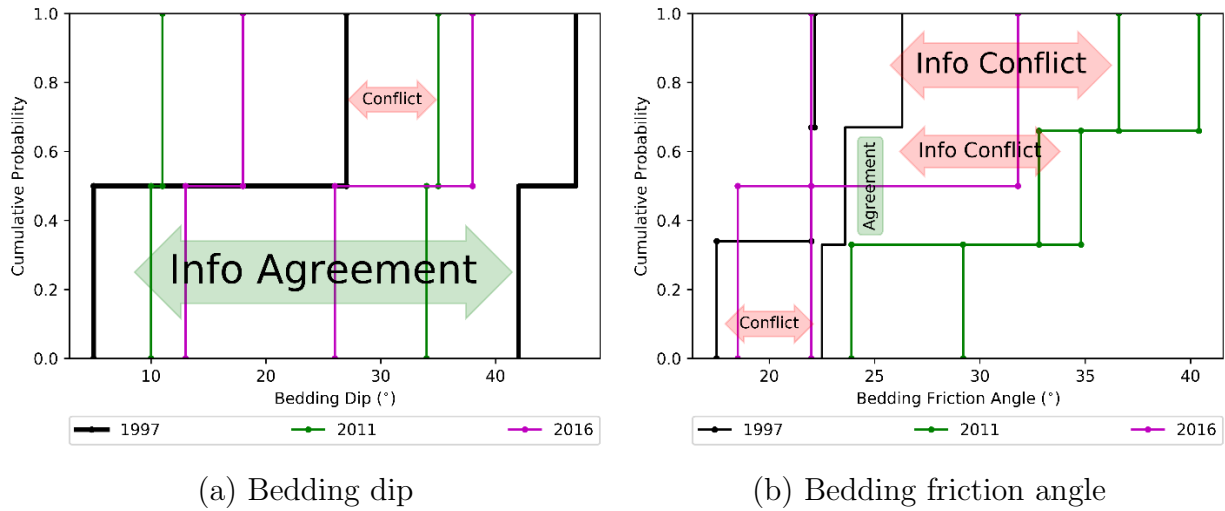 1.0
0.8
0.6
0.4
0.2
0.0
Cumulative Probability
Conflict
Info Agreement
10 20 30 40
Bedding Dip (°)
1997 2011 2016
(a) Bedding dip
1.0
0.8
0.6
0.4
0.2
0.0
Cumulative Probability
Info Conflict
Info Conflict
Agreement
Conflict
20 25 30 35 40
Bedding Friction Angle (°)
1997 2011 2016
(b) Bedding friction angle